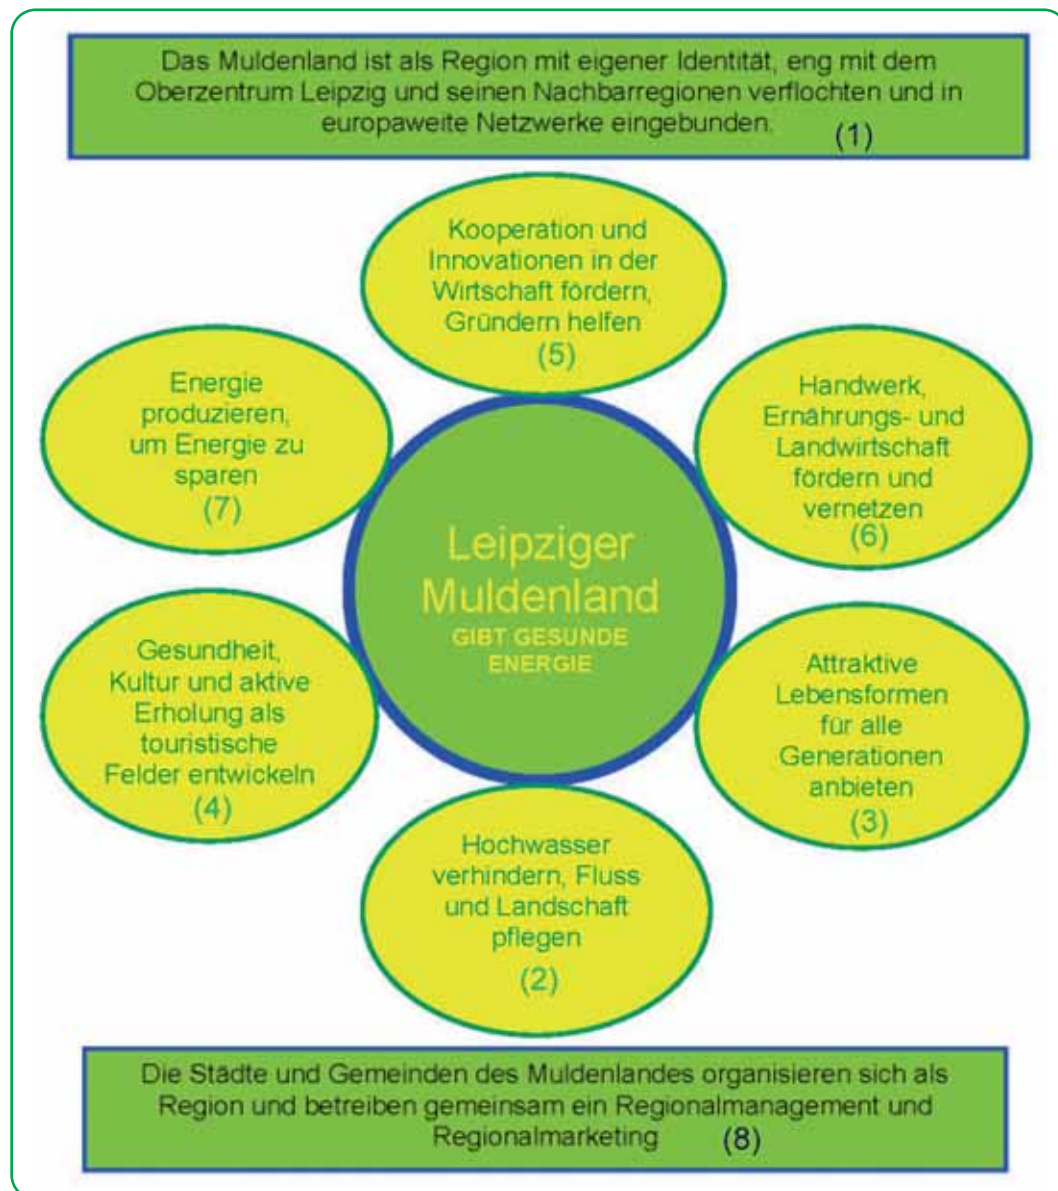 Das Muldenland ist als Region mit eigener Identität, eng mit dem
Oberzentrum Leipzig und seinen Nachbarregionen verflochten und in
europaweite Netzwerke eingebunden. (1)
Kooperation und
Innovationen in der
Wirtschaft fördern,
Gründern helfen
(5)
Energie
produzieren,
um Energie zu
sparen
(7)
Handwerk,
Ernährungs- und
Landwirtschaft
fördern und
vernetzen
(6)
Leipziger
Muldenland
GIBT GESUNDE
ENERGIE
Gesundheit,
Kultur und aktive
Erholung als
touristische
Felder entwickeln
(4)
Attraktive
Lebensformen
für alle
Generationen
anbieten
(3)
Hochwasser
verhindern, Fluss
und Landschaft
pflegen
(2)
Die Städte und Gemeinden des Muldenlandes organisieren sich als
Region und betreiben gemeinsam ein Regionalmanagement und
Regionalmarketing (8)